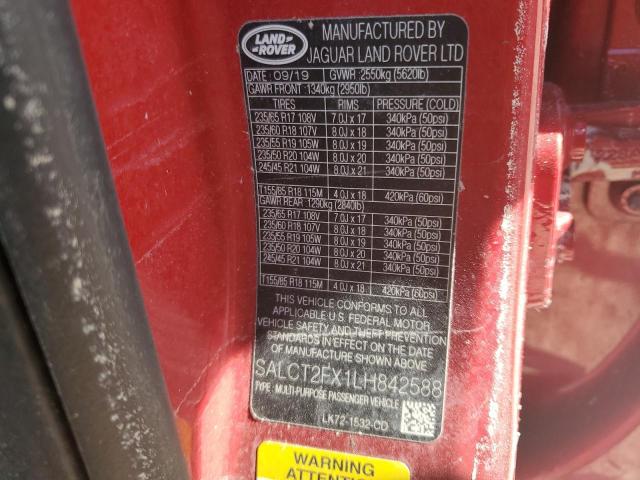 LAND-
ROVER
MANUFACTURED BY
JAGUAR LAND ROVER LTD
DATE: 09/19 GVWR: 2550kg (5620lb)
GAWR FRONT: 1340kg (2950lb)
TIRES RIMS PRESSURE (COLD)
235/65 R17 108V 7.0J x 17 340kPa (50psi)
235/60 R18 107V 8.0J x 18 340kPa (50psi)
235/55 R19 105W 8.0J x 19 340kPa (50psi)
235/50 R20 104W 8.0J x 20 340kPa (50psi)
245/45 R21 104W 8.0J x 21 340kPa (50psi)
T155/85 R18 115M 4.0J x 18 420kPa (60psi)
GAWR REAR: 1290kg (2840lb)
235/65 R17 108V 7.0J x 17 340kPa (50psi)
235/60 R18 107V 8.0J x 18 340kPa (50psi)
235/55 R19 105W 8.0J x 19 340kPa (50psi)
235/50 R20 104W 8.0J x 20 340kPa (50psi)
245/45 R21 104W 8.0J x 21 340kPa (50psi)
T155/85 R18 115M 4.0J x 18 420kPa (60psi)
THIS VEHICLE CONFORMS TO ALL
APPLICABLE U.S. FEDERAL MOTOR
VEHICLE SAFETY AND THEFT PREVENTION
STANDARDS IN EFFECT ON THE DATE
OF MANUFACTURE SHOWN ABOVE
SALCT2FX1LH842588
TYPE: MULTI-PURPOSE PASSENGER VEHICLE
LK72-1532-CD
WARNING
ATTENTION